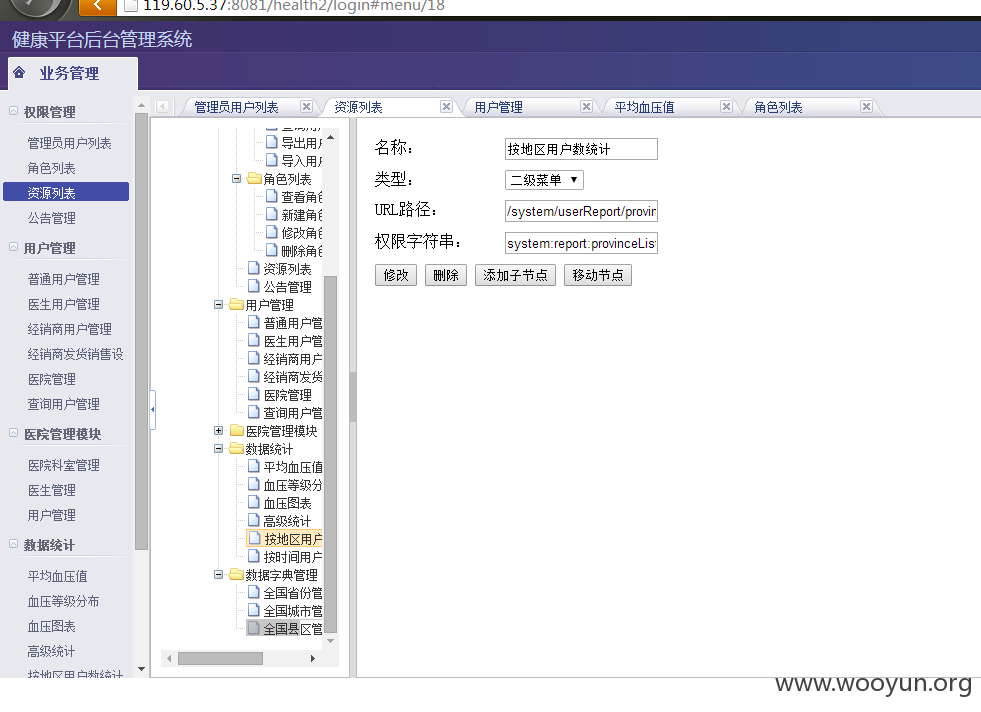 119.60.5.37:8081/health2/login#menu/18
健康平台后台管理系统
业务管理
权限管理
管理员用户列表
角色列表
资源列表
公告管理
用户管理
普通用户管理
医生用户管理
经销商用户管理
经销商发货销售设
医院管理
查询用户管理
医院管理模块
医院科室管理
医生管理
用户管理
数据统计
平均血压值
血压等级分布
血压图表
高级统计
按地区用户数统计
管理员用户列表
资源列表
用户管理
平均血压值
角色列表
查询用户
导出用户
导入用户
角色列表
查看角色
新建角色
修改角色
删除角色
资源列表
公告管理
用户管理
普通用户管
医生用户管
经销商用户
经销商发货
医院管理
查询用户管
医院管理模块
数据统计
平均血压值
血压等级分
血压图表
高级统计
按地区用户
按时间用户
数据字典管理
全国省份管
全国城市管
全国县区管
名称：
按地区用户数统计
类型：
二级菜单
URL路径：
/system/userReport/provin
权限字符串：
system:report:provinceLis
修改 删除 添加子节点 移动节点
www.wooyun.org